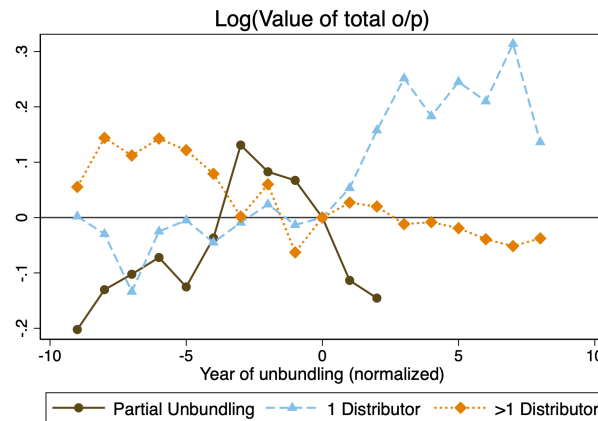 Log(Value of total o/p)
.3
.2
.1
0
-.1
-.2
-10 -5 0 5 10
Year of unbundling (normalized)
Partial Unbundling 1 Distributor >1 Distributor